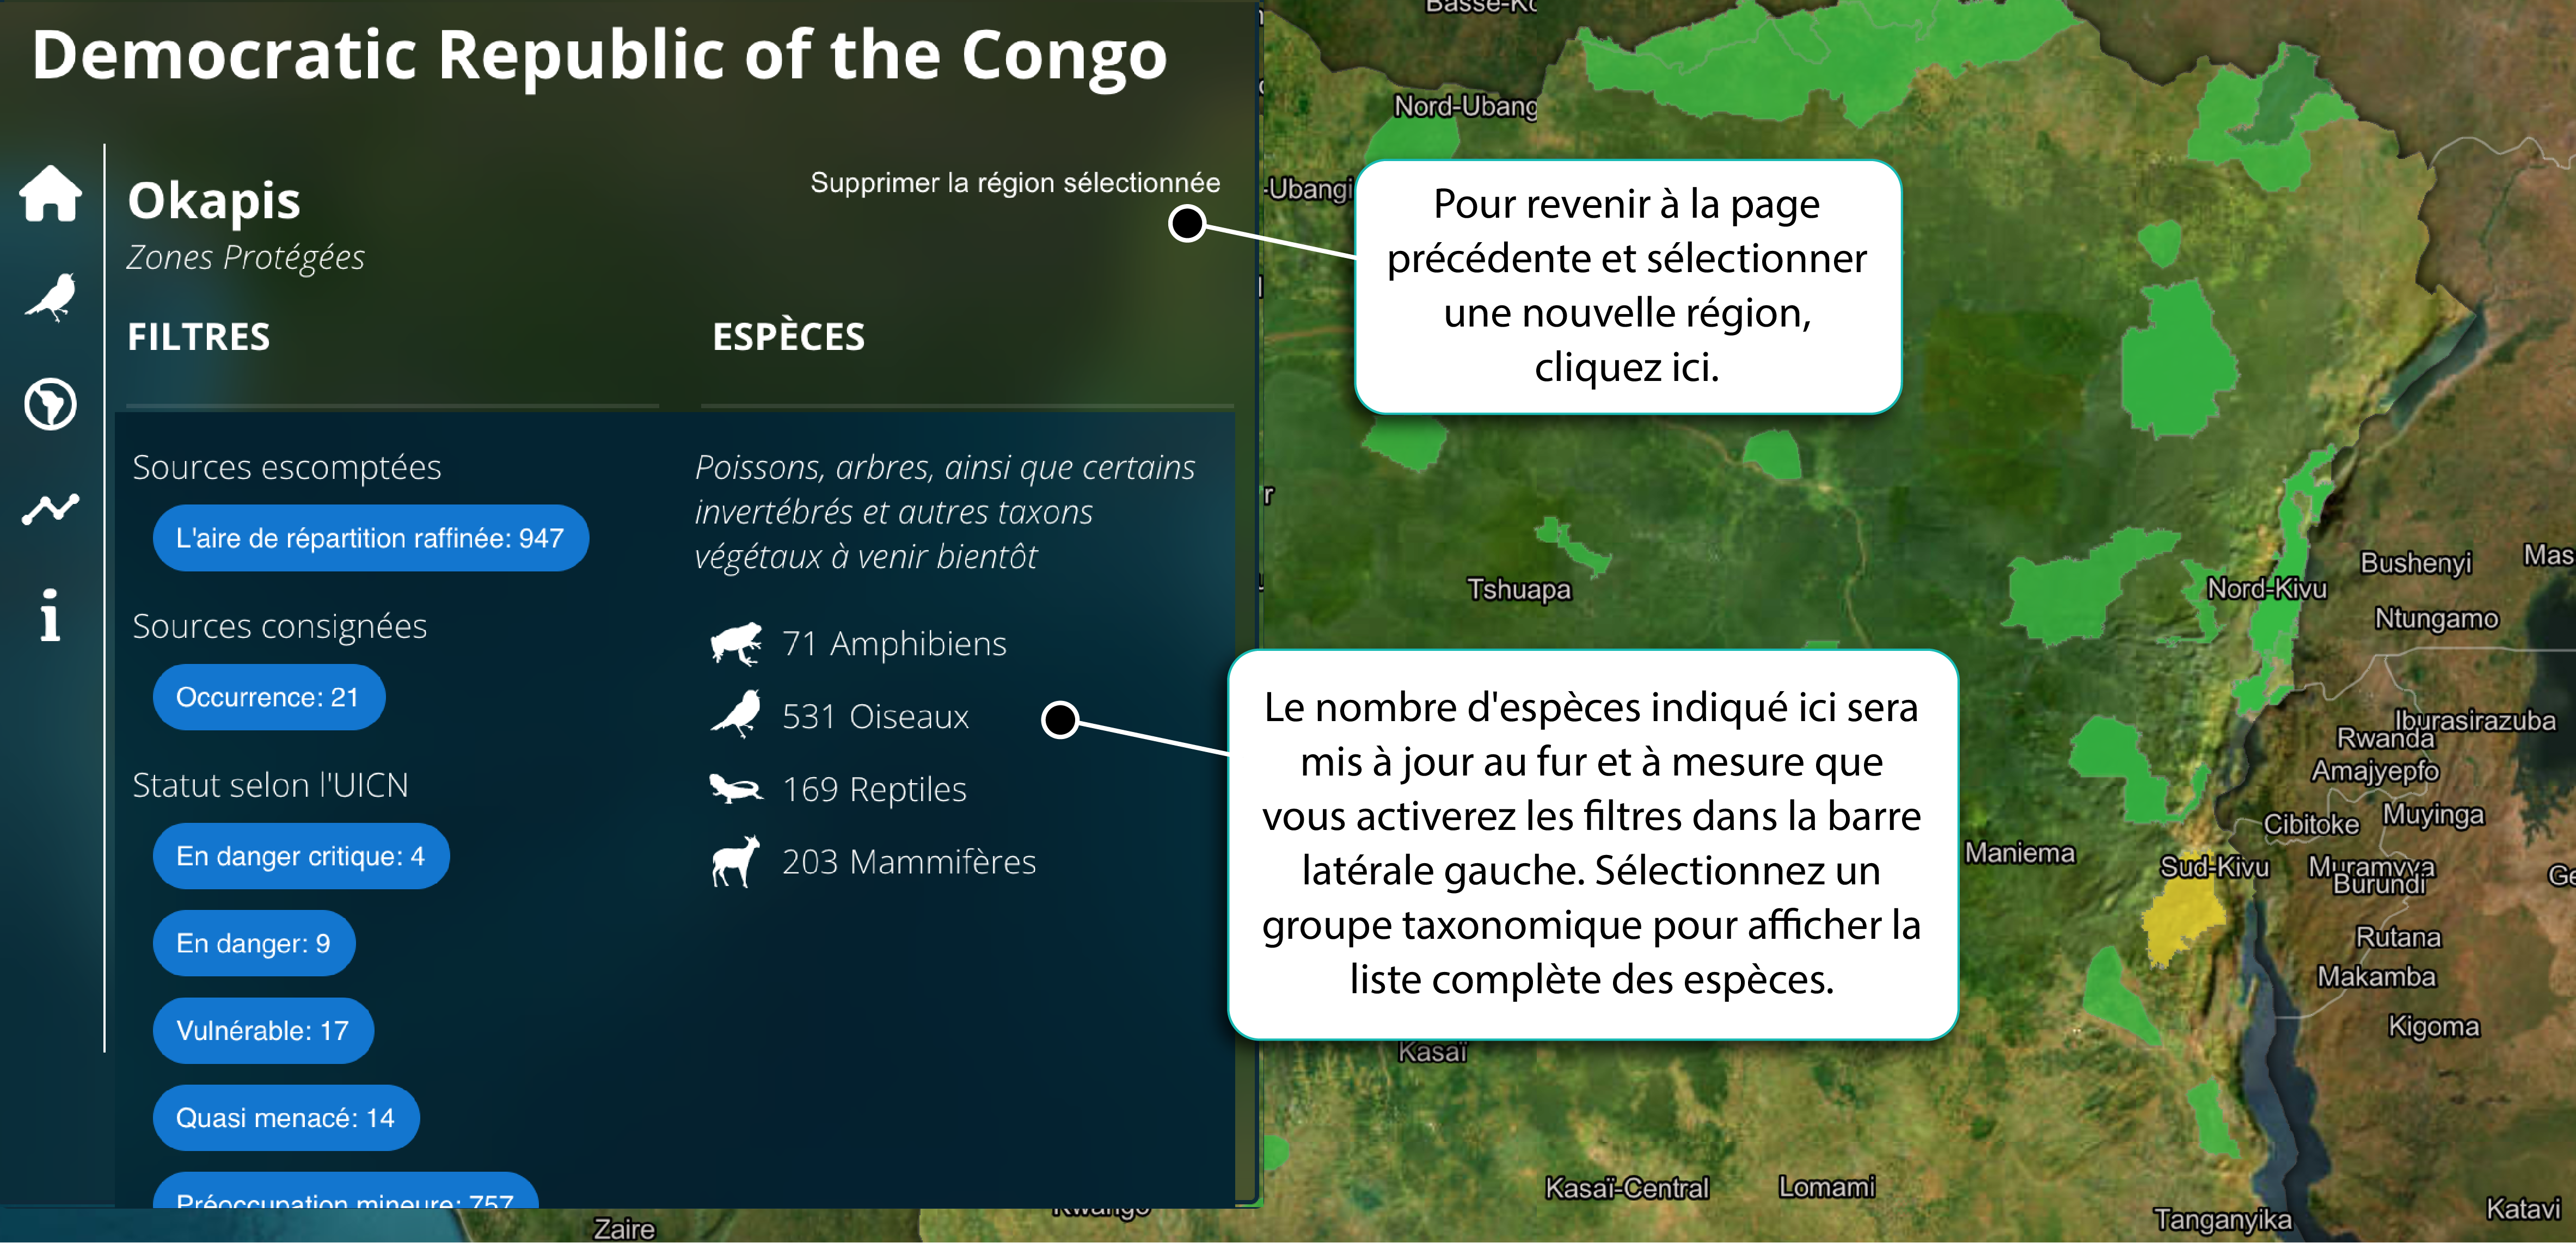 Democratic Republic of the Congo
Okapis
Zones Protégées
Supprimer la région sélectionnée
FILTRES
ESPÈCES
Sources escomptées
L'aire de répartition raffinée: 947
Sources consignées
Occurrence: 21
Statut selon l'UICN
En danger critique: 4
En danger: 9
Vulnérable: 17
Quasi menacé: 14
Préoccupation mineure: 757
Poissons, arbres, ainsi que certains
invertébrés et autres taxons
végétaux à venir bientôt
71 Amphibiens
531 Oiseaux
169 Reptiles
203 Mammifères
Pour revenir à la page
précédente et sélectionner
une nouvelle région,
cliquez ici.
Le nombre d'espèces indiqué ici sera
mis à jour au fur et à mesure que
vous activerez les filtres dans la barre
latérale gauche. Sélectionnez un
groupe taxonomique pour afficher la
liste complète des espèces.
Nord-Ubang
-Ubangi
Tshuapa
Nord-Kivu
Bushenyi
Mas
Ntungamo
Iburasirazuba
Rwanda
Amajyepfo
Cibitoke
Muyinga
Maniema
Sud-Kivu
Muramvya
Burundi
Ge
Rutana
Makamba
Kigoma
Kasaï
Kasaï-Central
Lomami
Kwango
Zaire
Tanganyika
Katavi